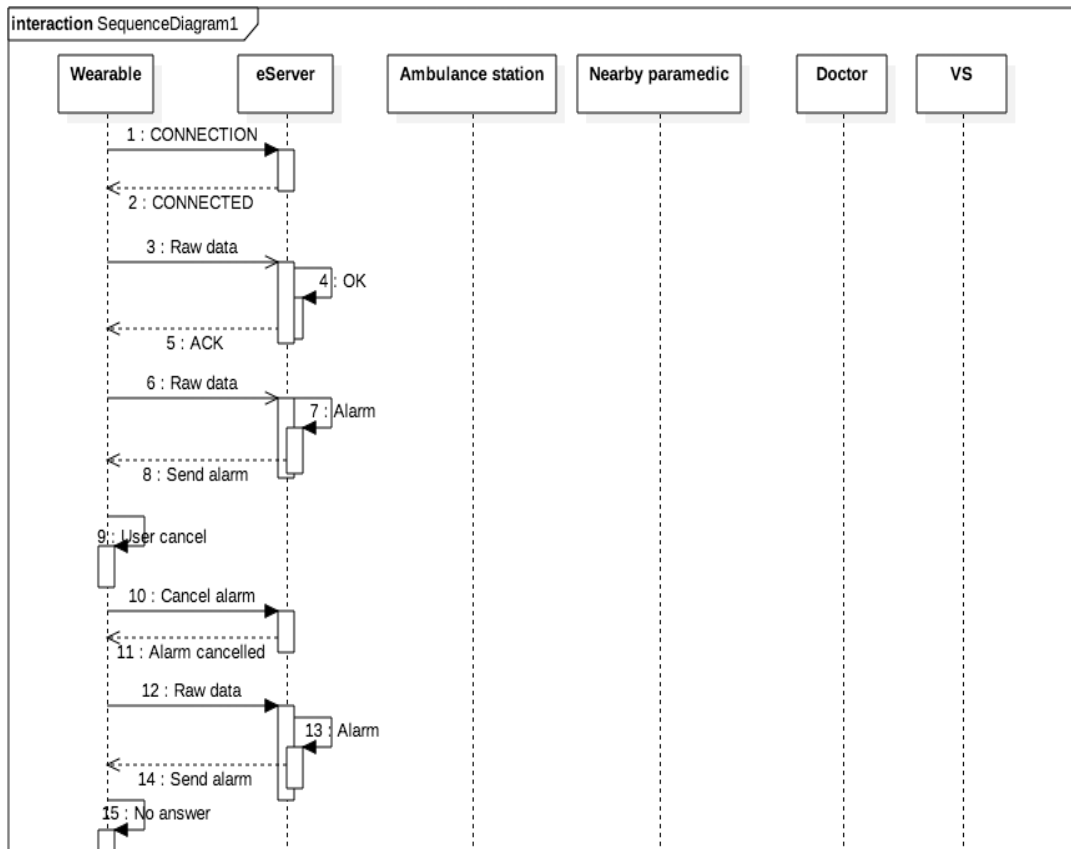 interaction SequenceDiagram1
Wearable
eServer
Ambulance station
Nearby paramedic
Doctor
VS
1 : CONNECTION
2 : CONNECTED
3 : Raw data
4 : OK
5 : ACK
6 : Raw data
7 : Alarm
8 : Send alarm
9 : User cancel
10 : Cancel alarm
11 : Alarm cancelled
12 : Raw data
13 : Alarm
14 : Send alarm
15 : No answer